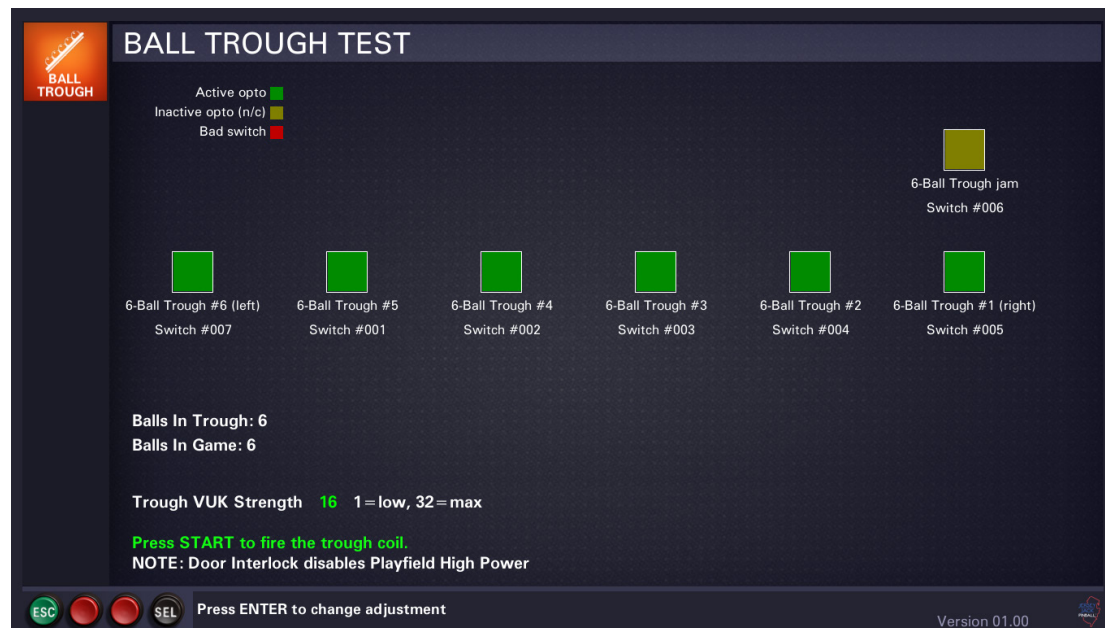 BALL TROUGH TEST
BALL
TROUGH
Active opto
Inactive opto (n/c)
Bad switch
6-Ball Trough jam
Switch #006
6-Ball Trough #6 (left)
Switch #007
6-Ball Trough #5
Switch #001
6-Ball Trough #4
Switch #002
6-Ball Trough #3
Switch #003
6-Ball Trough #2
Switch #004
6-Ball Trough #1 (right)
Switch #005
Balls In Trough: 6
Balls In Game: 6
Trough VUK Strength 16 1=low, 32=max
Press START to fire the trough coil.
NOTE: Door Interlock disables Playfield High Power
ESC
SEL
Press ENTER to change adjustment
Version 01.00